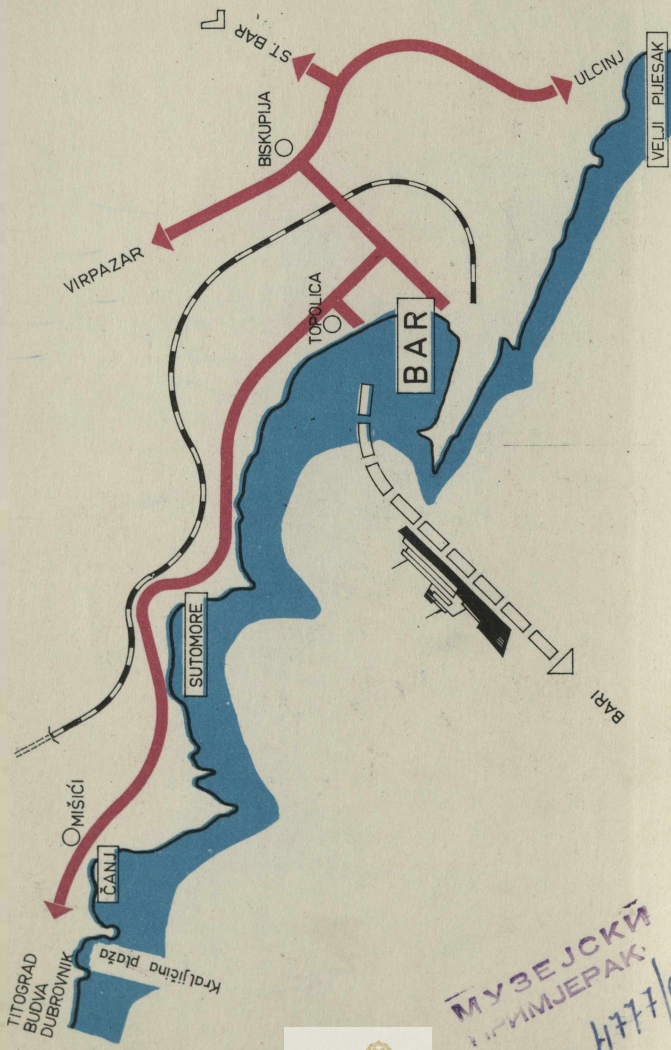 TITOGRAD
BUDVA
DUBROVNIK
MIŠIĆI
ČANJ
Kraljičina plaža
SUTOMORE
VIRPAZAR
BISKUPIJA
ST. BAR
ULCINJ
TOPOLICA
BAR
VELJI PIJESAK
BARI
МУЗЕЈСКИ
ПРИМЈЕРАК